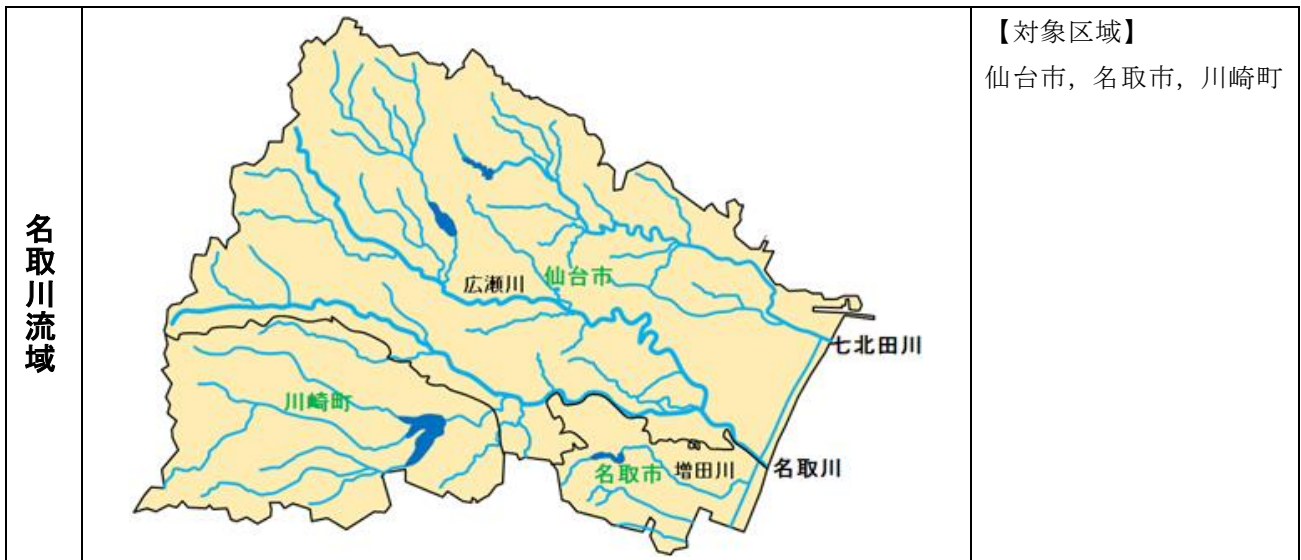 名取川流域
広瀬川
仙台市
七北田川
川崎町
名取市
増田川
名取川
【対象区域】
仙台市, 名取市, 川崎町